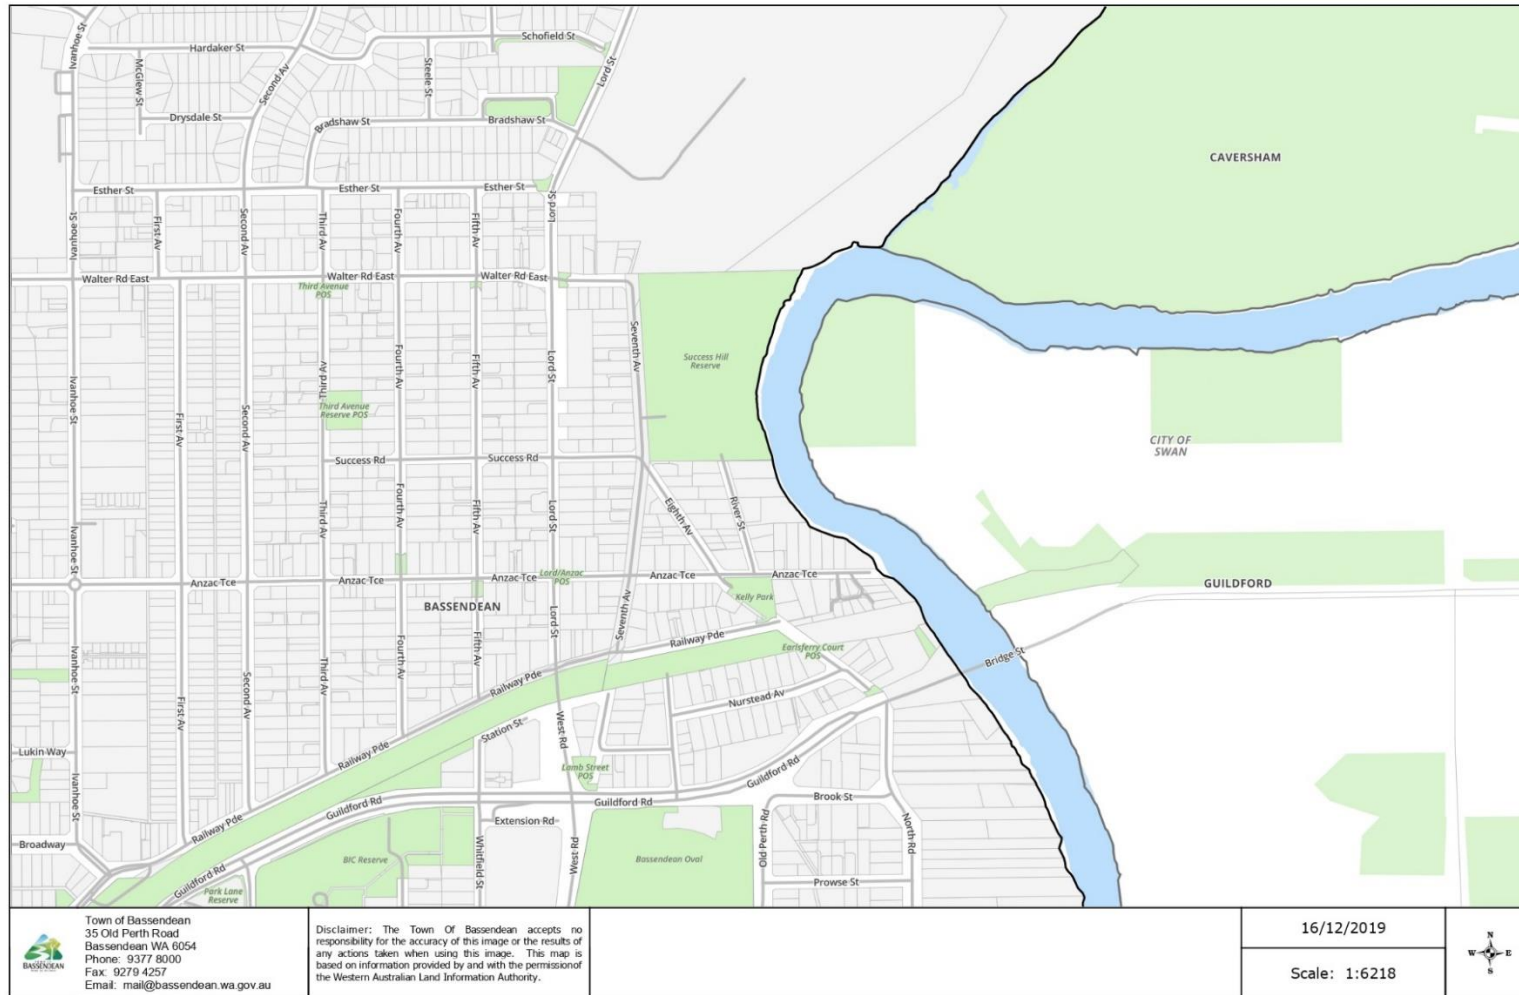 Ivanhoe St
Hardaker St
Schofield St
McGlew St
Second Av
Steele St
Lord St
Drysdale St
Bradshaw St
Bradshaw St
CAVERSHAM
Esther St
Esther St
Esther St
Ivanhoe St
First Av
Second Av
Third Av
Fourth Av
Fifth Av
Lord St
Walter Rd East
Walter Rd East
Walter Rd East
Third Avenue
POS
Seventh Av
Success Hill
Reserve
Ivanhoe St
First Av
Second Av
Third Av
Fourth Av
Fifth Av
Lord St
Third Avenue
Reserve POS
CITY OF
SWAN
Success Rd
Success Rd
Ivanhoe St
Third Av
Fourth Av
Fifth Av
Lord St
Eighth Av
River St
Anzac Tce
Anzac Tce
Anzac Tce
Lord/Anzac
POS
Anzac Tce
Anzac Tce
GUILDFORD
BASSENDEAN
Kelly Park
Seventh Av
Lord St
Railway Pde
Earlsferry Court
POS
Bridge St
Ivanhoe St
First Av
Second Av
Third Av
Fourth Av
Fifth Av
Railway Pde
Nurstead Av
Station St
West Rd
Lukin Way
Railway Pde
Lamb Street
POS
Guildford Rd
Ivanhoe St
Guildford Rd
Guildford Rd
Brook St
Railway Pde
Extension Rd
Broadway
BIC Reserve
Whitfield St
West Rd
Bassendean Oval
Old Perth Rd
North Rd
Guildford Rd
Park Lane
Reserve
Prowse St
BASSENDEAN
Town of Bassendean
35 Old Perth Road
Bassendean WA 6054
Phone: 9377 8000
Fax: 9279 4257
Email: mail@bassendean.wa.gov.au
Disclaimer: The Town Of Bassendean accepts no
responsibility for the accuracy of this image or the results of
any actions taken when using this image. This map is
based on information provided by and with the permissionof
the Western Australian Land Information Authority.
16/12/2019
Scale: 1:6218
N
W E
S